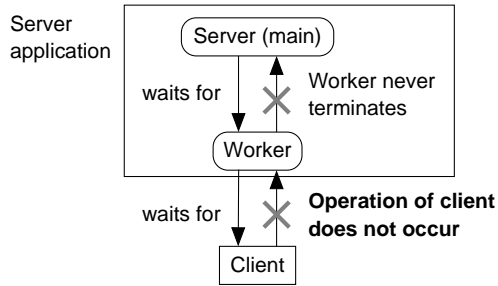 Server
application
Server (main)
waits for
Worker never
terminates
Worker
waits for
Operation of client
does not occur
Client